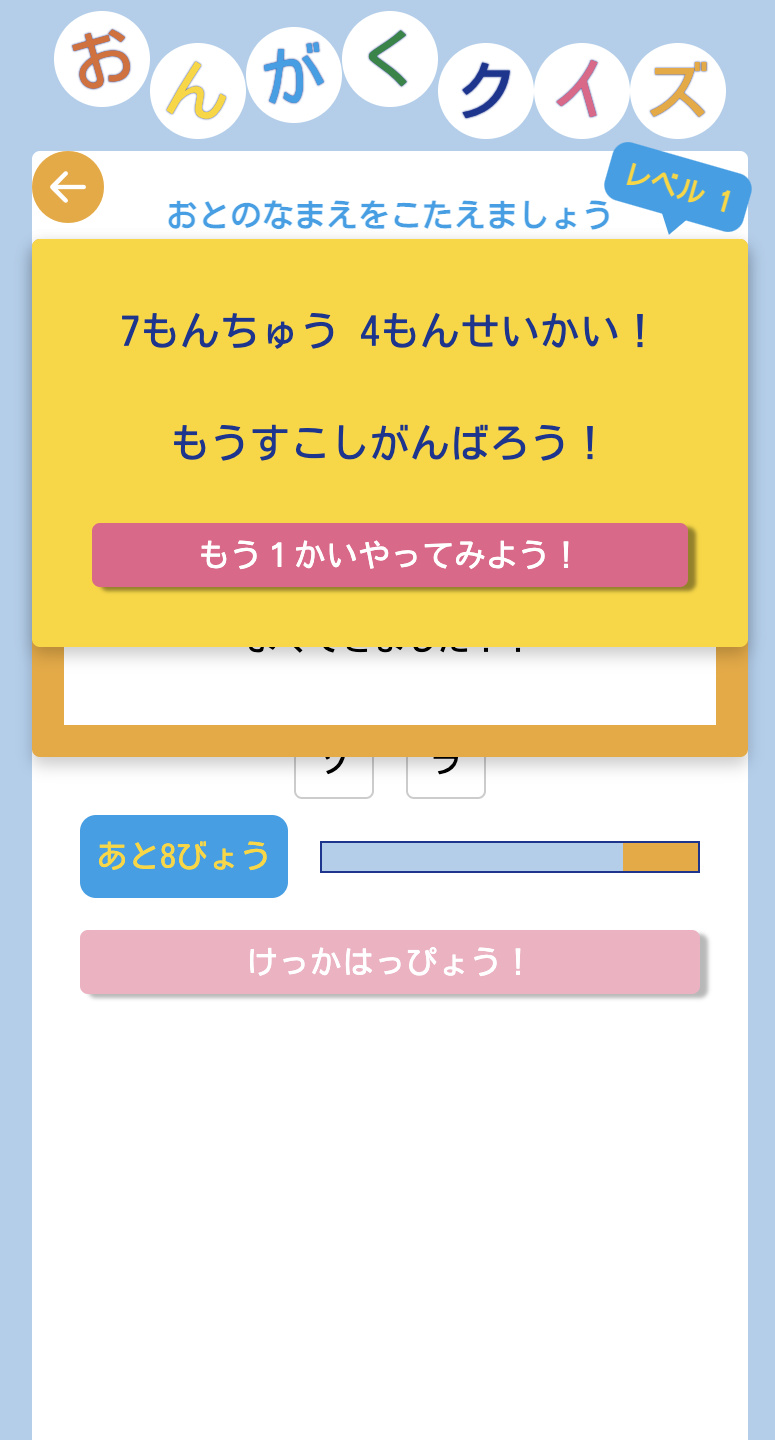 おんがくクイズ
レベル 1
おとのなまえをこたえましょう
7もんちゅう 4もんせいかい！
もうすこしがんばろう！
もう１かいやってみよう！
あと8びょう
けっかはっぴょう！